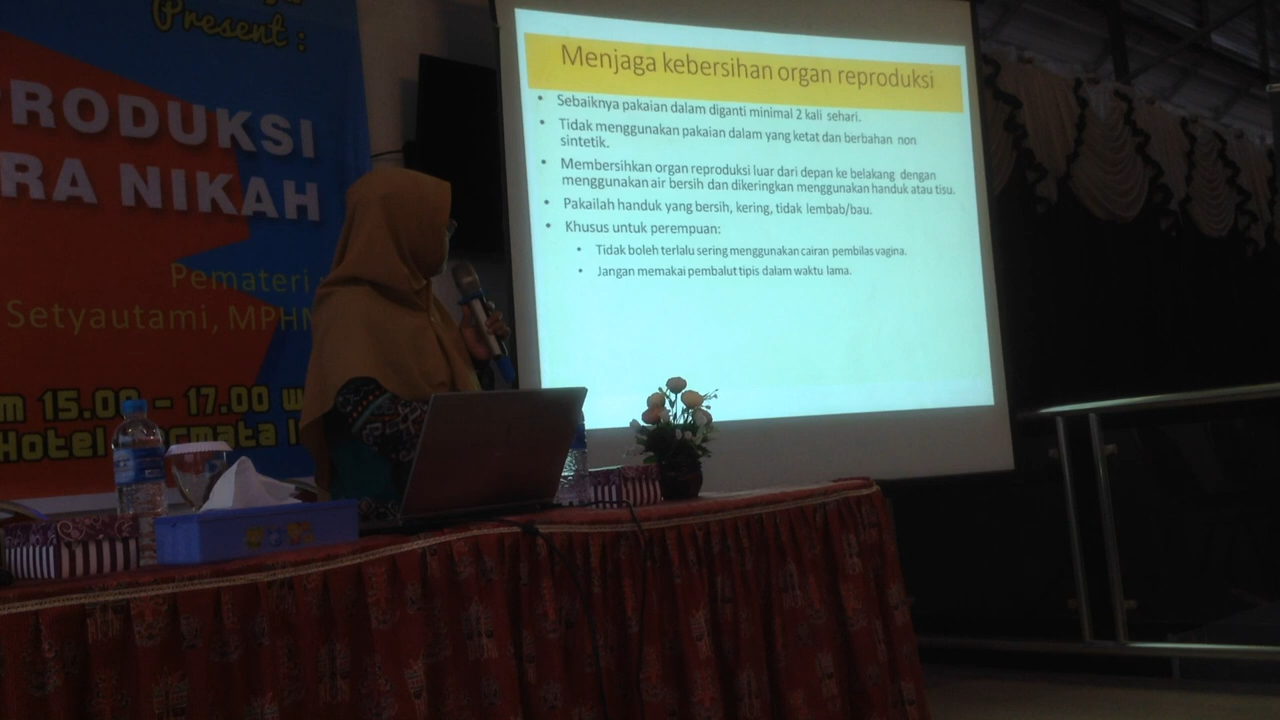 Present :
RODUKSI
RA NIKAH
Pemateri
Setyautami, MPHN
15.00 - 17.00
Hotel
Menjaga kebersihan organ reproduksi
• Sebaiknya pakaian dalam diganti minimal 2 kali sehari.
• Tidak menggunakan pakaian dalam yang ketat dan berbahan non
sintetik.
• Membersihkan organ reproduksi luar dari depan ke belakang dengan
menggunakan air bersih dan dikeringkan menggunakan handuk atau tisu.
• Pakailah handuk yang bersih, kering, tidak lembab/bau.
• Khusus untuk perempuan:
• Tidak boleh terlalu sering menggunakan cairan pembilas vagina.
• Jangan memakai pembalut tipis dalam waktu lama.